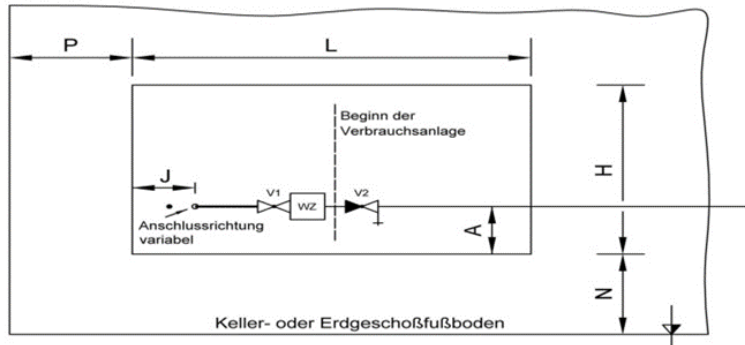 P
L
Beginn der
Verbrauchsanlage
H
J
V1
WZ
V2
Anschlussrichtung
variabel
A
N
Keller- oder Erdgeschoßfußboden